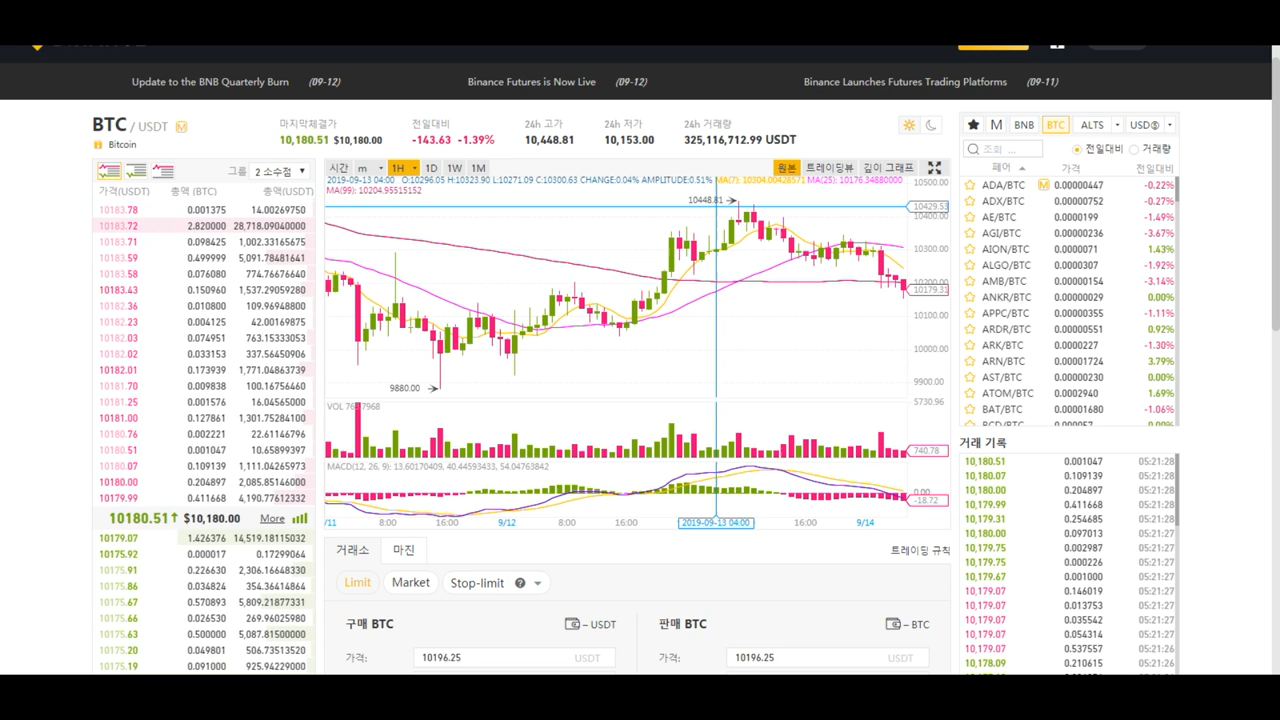 Update to the BNB Quarterly Burn (09-12) Binance Futures is Now Live (09-12) Binance Launches Futures Trading Platforms (09-11)
BTC / USDT M
Bitcoin
마지막체결가 전일대비 24h 고가 24h 저가 24h 거래량
10,180.51 $10,180.00 -143.63 -1.39% 10,448.81 10,153.00 325,116,712.99 USDT
그룹 2 소수점
가격(USDT) 총액(BTC) 총액(USDT)
10183.78 0.001375 14.00269750
10183.72 2.820000 28,718.09040000
10183.71 0.098425 1,002.33165675
10183.59 0.499999 5,091.78481641
10183.58 0.076080 774.76676640
10183.43 0.150960 1,537.29059280
10182.36 0.010800 109.96948800
10182.23 0.004125 42.00169875
10182.03 0.074951 763.15333053
10182.02 0.033153 337.56450906
10182.01 0.173939 1,771.04863739
10181.70 0.009838 100.16756460
10181.25 0.001576 16.04565000
10181.00 0.127861 1,301.75284100
10180.76 0.002221 22.61146796
10180.51 0.001047 10.65899397
10180.07 0.109139 1,111.04265973
10180.00 0.204897 2,085.85146000
10179.99 0.411668 4,190.77612332
10180.51↑ $10,180.00 More
10179.07 1.426376 14,519.18115032
10175.92 0.000017 0.17299064
10175.91 0.226630 2,306.16648330
10175.86 0.034824 354.36414864
10175.67 0.570893 5,809.21877331
10175.66 0.026530 269.96025980
10175.63 0.500000 5,087.81500000
10175.20 0.049801 506.73513520
10175.19 0.091000 925.94229000
시간 m 1H 1D 1W 1M 원본 트레이딩뷰 깊이 그래프
2019-09-13 04:00 O:10296.05 H:10323.90 L:10271.09 C:10300.63 CHANGE:0.04% AMPLITUDE:0.51% MA(7): 10304.00428571 MA(25): 10176.34880000
MA(99): 10204.95515152
10500.00
10448.81
10429.53
10400.00
10300.00
10200.00
10179.31
10100.00
10000.00
9900.00
9880.00
5730.96
740.78
MACD(12, 26, 9): 13.60170409, 40.44593433, 54.04763842
0.00
-18.72
/11 8:00 16:00 9/12 8:00 16:00 2019-09-13 04:00 16:00 9/14
거래소 마진 트레이딩 규칙
Limit Market Stop-limit ?
구매 BTC – USDT 판매 BTC – BTC
가격: 10196.25 USDT 가격: 10196.25 USDT
M BNB BTC ALTS USDⓈ
조회 ... 전일대비 거래량
페어 가격 전일대비
ADA/BTC M 0.00000447 -0.22%
ADX/BTC 0.00000752 -0.27%
AE/BTC 0.0000199 -1.49%
AGI/BTC 0.00000236 -3.67%
AION/BTC 0.0000071 1.43%
ALGO/BTC 0.0000307 -1.92%
AMB/BTC 0.00000154 -3.14%
ANKR/BTC 0.00000029 0.00%
APPC/BTC 0.00000355 -1.11%
ARDR/BTC 0.00000551 0.92%
ARK/BTC 0.0000227 -1.30%
ARN/BTC 0.00001724 3.79%
AST/BTC 0.00000230 0.00%
ATOM/BTC 0.0002940 1.69%
BAT/BTC 0.00001680 -1.06%
거래 기록
10,180.51 0.001047 05:21:28
10,180.07 0.109139 05:21:28
10,180.00 0.204897 05:21:28
10,179.99 0.411668 05:21:28
10,179.31 0.254685 05:21:28
10,180.00 0.097013 05:21:27
10,179.75 0.002987 05:21:27
10,179.75 0.000226 05:21:27
10,179.67 0.001000 05:21:27
10,179.07 0.146019 05:21:27
10,179.07 0.013753 05:21:27
10,179.07 0.035542 05:21:27
10,179.07 0.054314 05:21:27
10,179.07 0.537557 05:21:26
10,178.09 0.210615 05:21:26